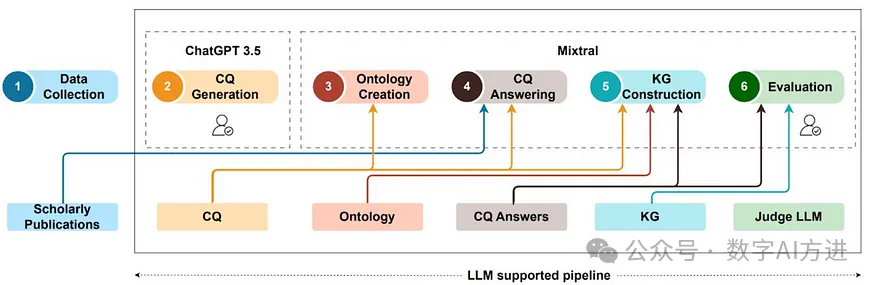 ChatGPT 3.5
Mixtral
1
Data
Collection
2
CQ
Generation
3
Ontology
Creation
4
CQ
Answering
5
KG
Construction
6
Evaluation
Scholarly
Publications
CQ
Ontology
CQ Answers
KG
Judge LLM
公众号 · 数字AI方进
LLM supported pipeline